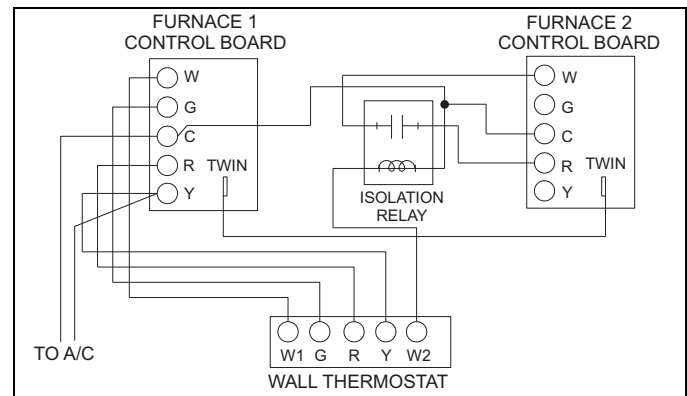 FURNACE 1
CONTROL BOARD
W
G
C
R
TWIN
Y
FURNACE 2
CONTROL BOARD
W
G
C
R
TWIN
Y
ISOLATION
RELAY
TO A/C
W1 G R Y W2
WALL THERMOSTAT